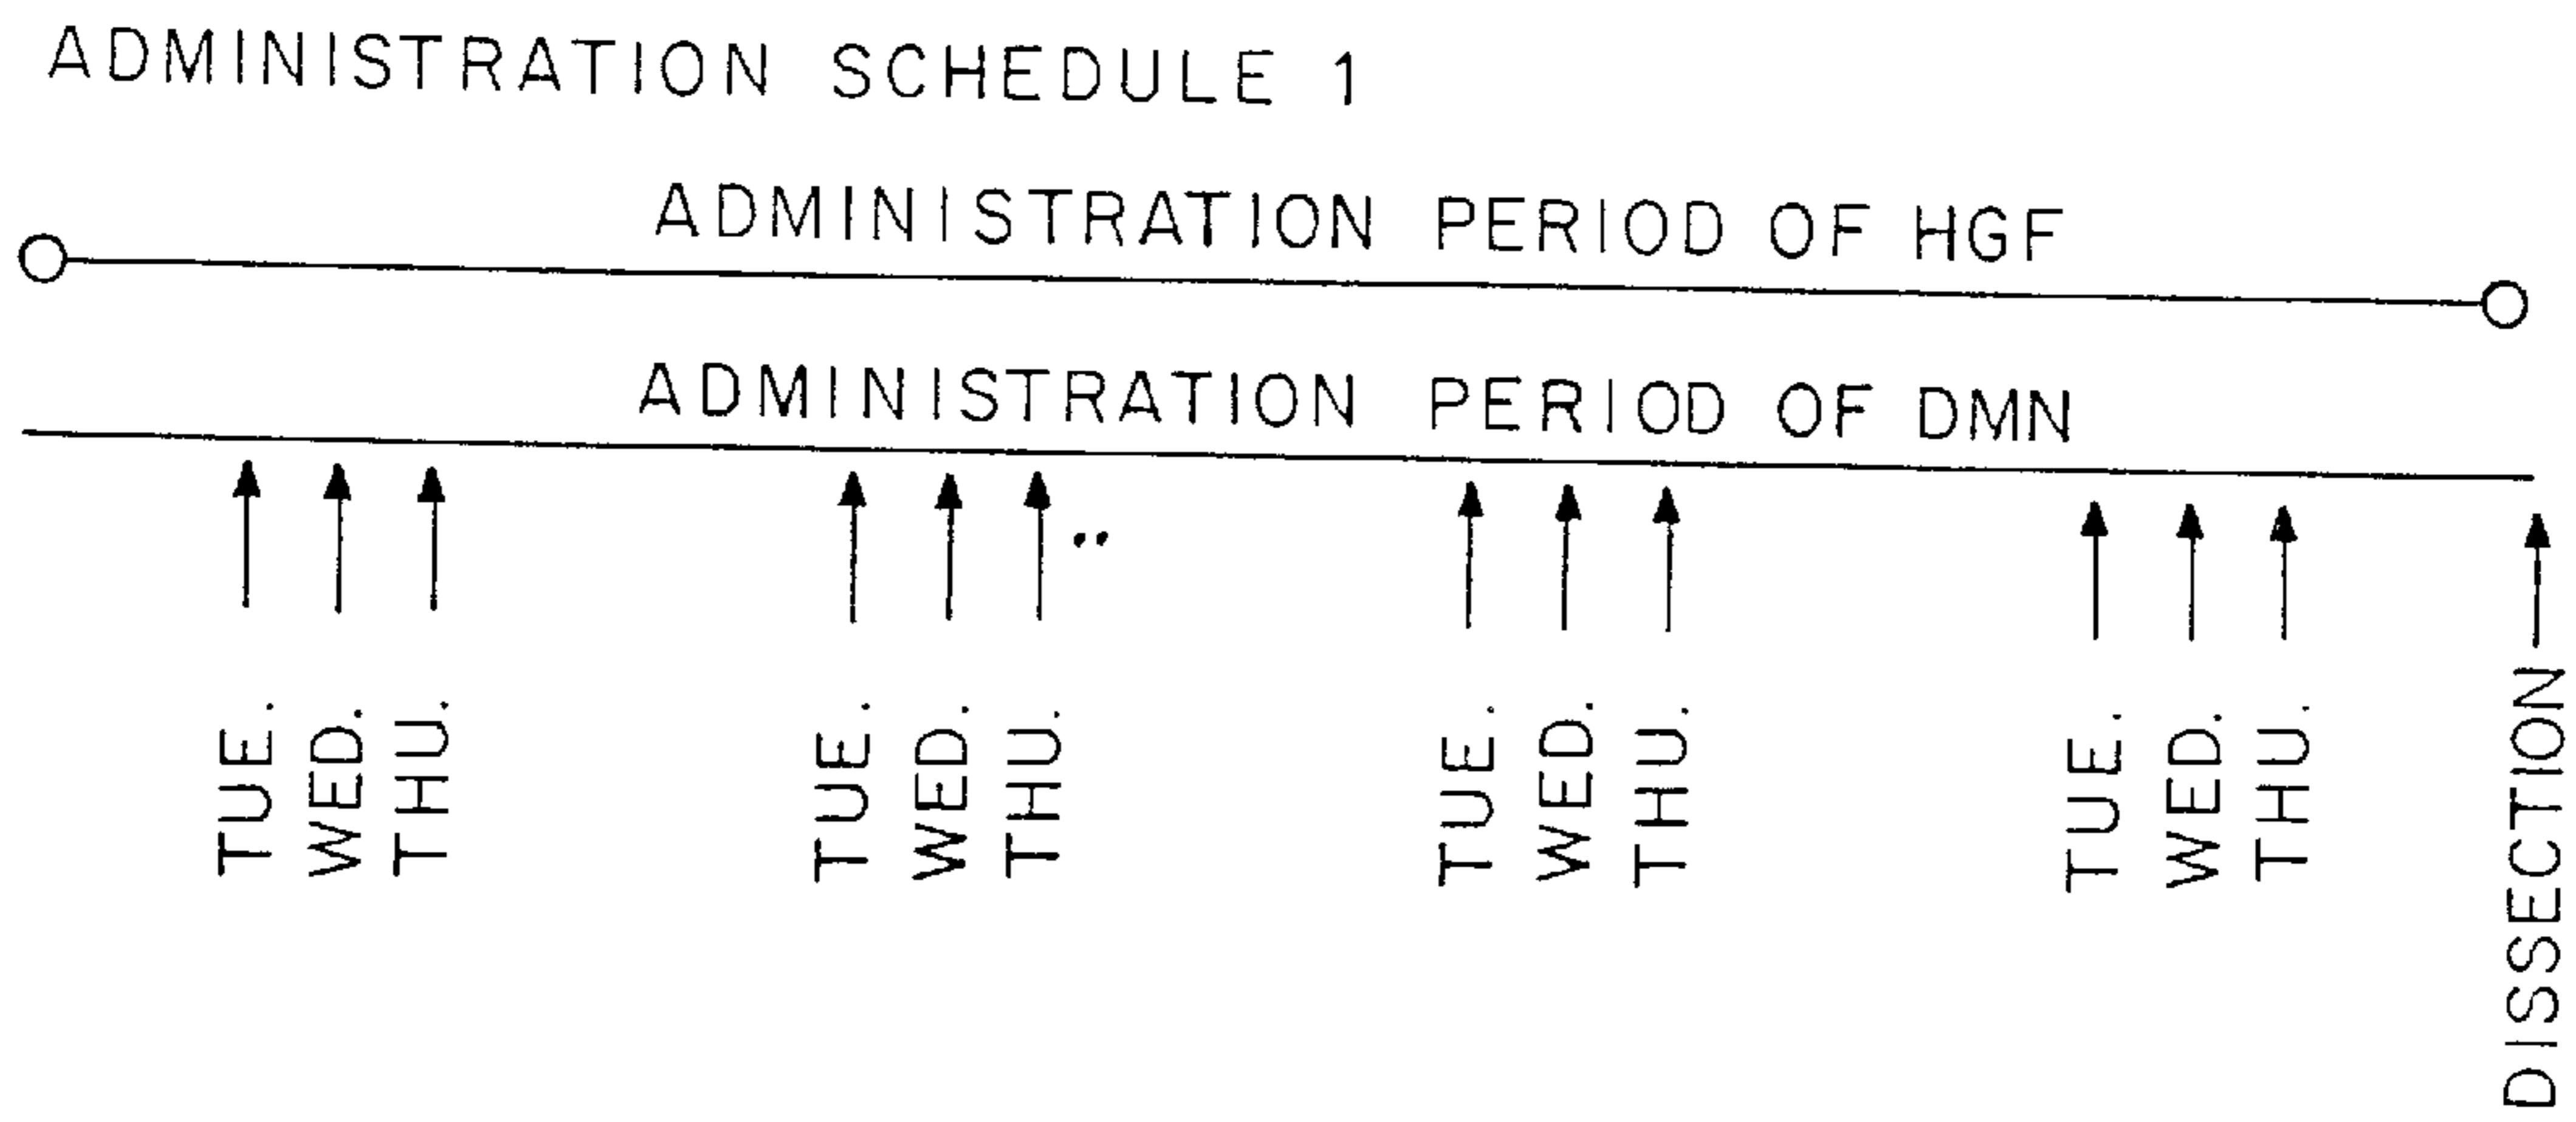 ADMINISTRATION SCHEDULE 1
ADMINISTRATION PERIOD OF HGF
ADMINISTRATION PERIOD OF DMN
TUE.
WED.
THU.
TUE.
WED.
THU.
TUE.
WED.
THU.
TUE.
WED.
THU.
DISSECTION